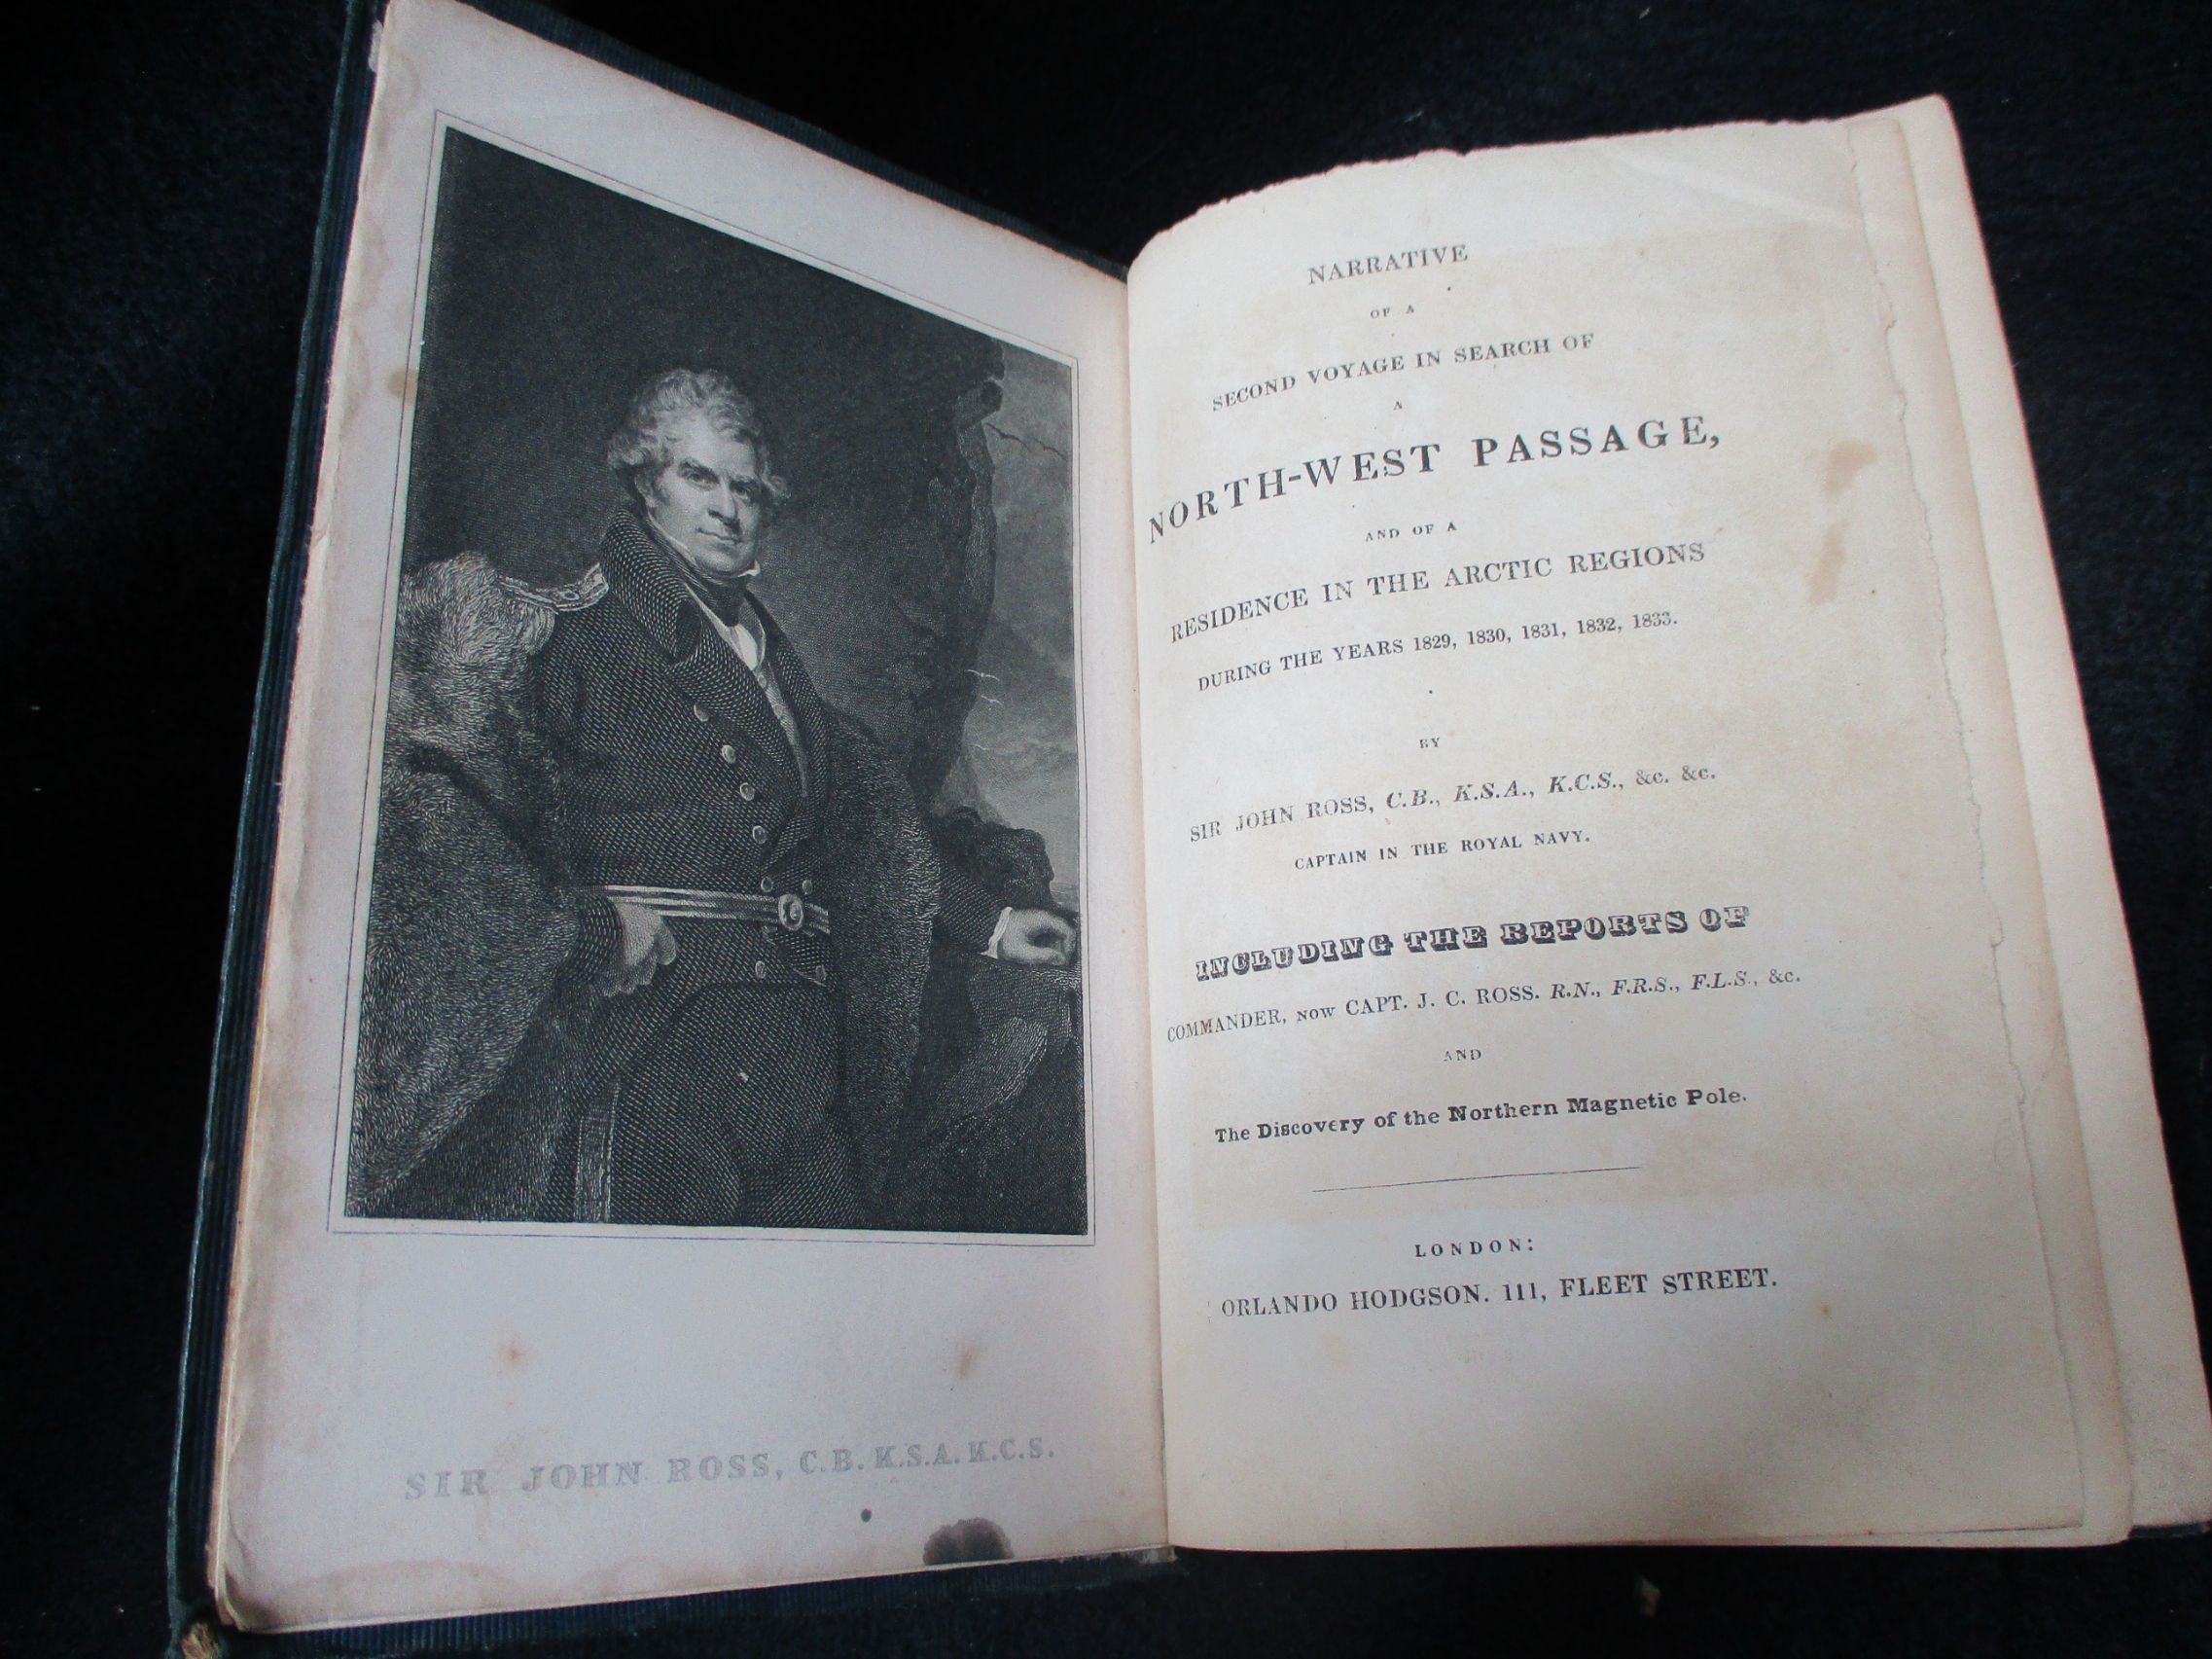 SIR JOHN ROSS, C.B. K.S.A. K.C.S.
NARRATIVE
OF A
SECOND VOYAGE IN SEARCH OF
A
NORTH-WEST PASSAGE,
AND OF A
RESIDENCE IN THE ARCTIC REGIONS
DURING THE YEARS 1829, 1830, 1831, 1832, 1833.
BY
SIR JOHN ROSS, C.B., K.S.A., K.C.S., &c. &c.
CAPTAIN IN THE ROYAL NAVY.
INCLUDING THE REPORTS OF
COMMANDER, NOW CAPT. J. C. ROSS. R.N., F.R.S., F.L.S., &c.
AND
The Discovery of the Northern Magnetic Pole.
LONDON:
ORLANDO HODGSON. 111, FLEET STREET.